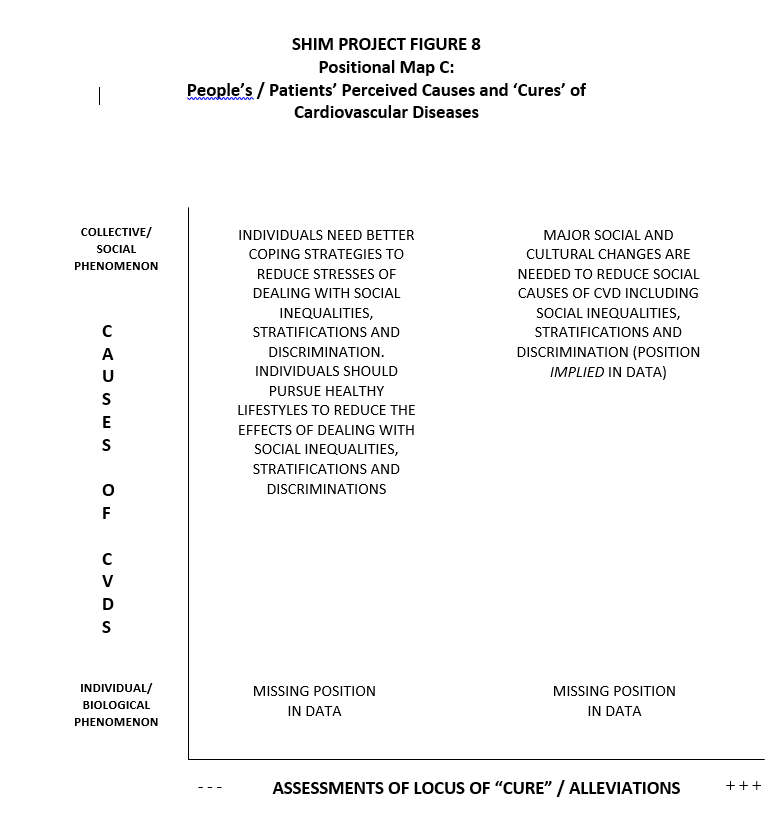 SHIM PROJECT FIGURE 8
Positional Map C:
People's / Patients' Perceived Causes and 'Cures' of
Cardiovascular Diseases
COLLECTIVE/
SOCIAL
PHENOMENON
INDIVIDUALS NEED BETTER
COPING STRATEGIES TO
REDUCE STRESSES OF
DEALING WITH SOCIAL
INEQUALITIES,
STRATIFICATIONS AND
DISCRIMINATION.
INDIVIDUALS SHOULD
PURSUE HEALTHY
LIFESTYLES TO REDUCE THE
EFFECTS OF DEALING WITH
SOCIAL INEQUALITIES,
STRATIFICATIONS AND
DISCRIMINATIONS
MAJOR SOCIAL AND
CULTURAL CHANGES ARE
NEEDED TO REDUCE SOCIAL
CAUSES OF CVD INCLUDING
SOCIAL INEQUALITIES,
STRATIFICATIONS AND
DISCRIMINATION (POSITION
IMPLIED IN DATA)
C
A
U
S
E
S
O
F
C
V
D
S
INDIVIDUAL/
BIOLOGICAL
PHENOMENON
MISSING POSITION
IN DATA
MISSING POSITION
IN DATA
- - - ASSESSMENTS OF LOCUS OF "CURE" / ALLEVIATIONS + + +